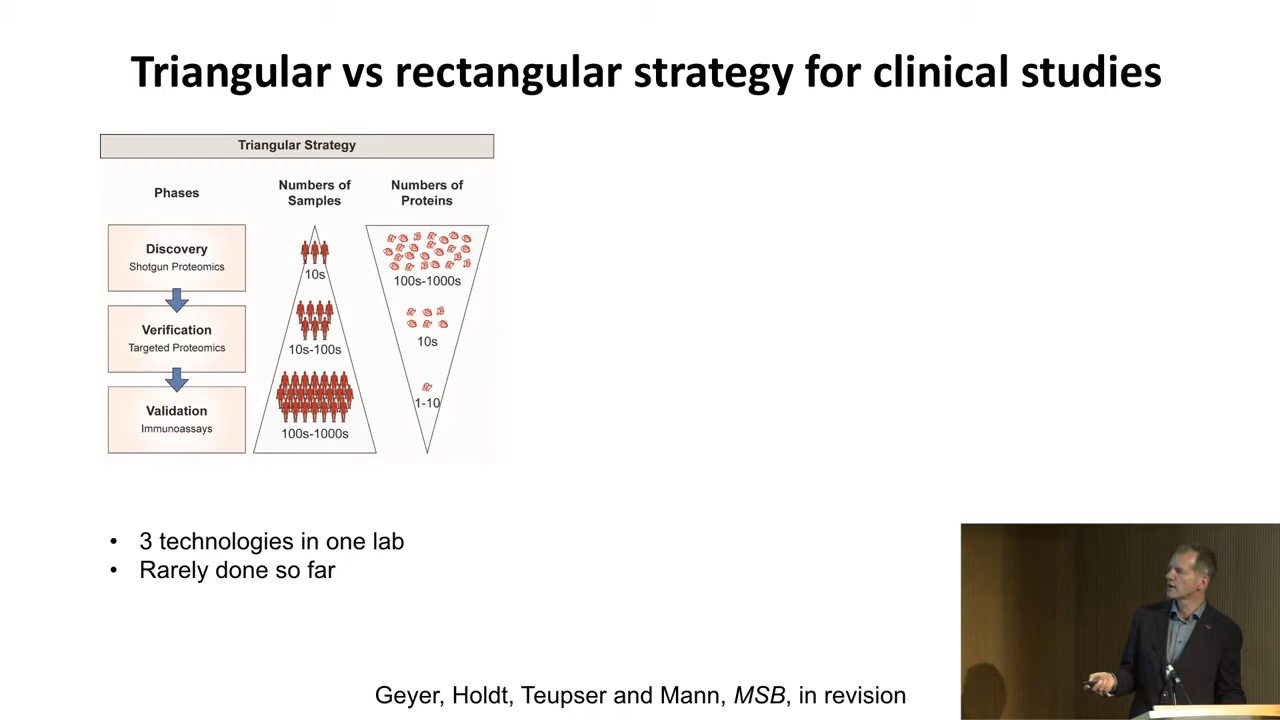 Triangular vs rectangular strategy for clinical studies
Triangular Strategy
Phases
Numbers of
Samples
Numbers of
Proteins
Discovery
Shotgun Proteomics
10s
100s-1000s
Verification
Targeted Proteomics
10s-100s
10s
Validation
Immunoassays
100s-1000s
1-10
• 3 technologies in one lab
• Rarely done so far
Geyer, Holdt, Teupser and Mann, MSB, in revision